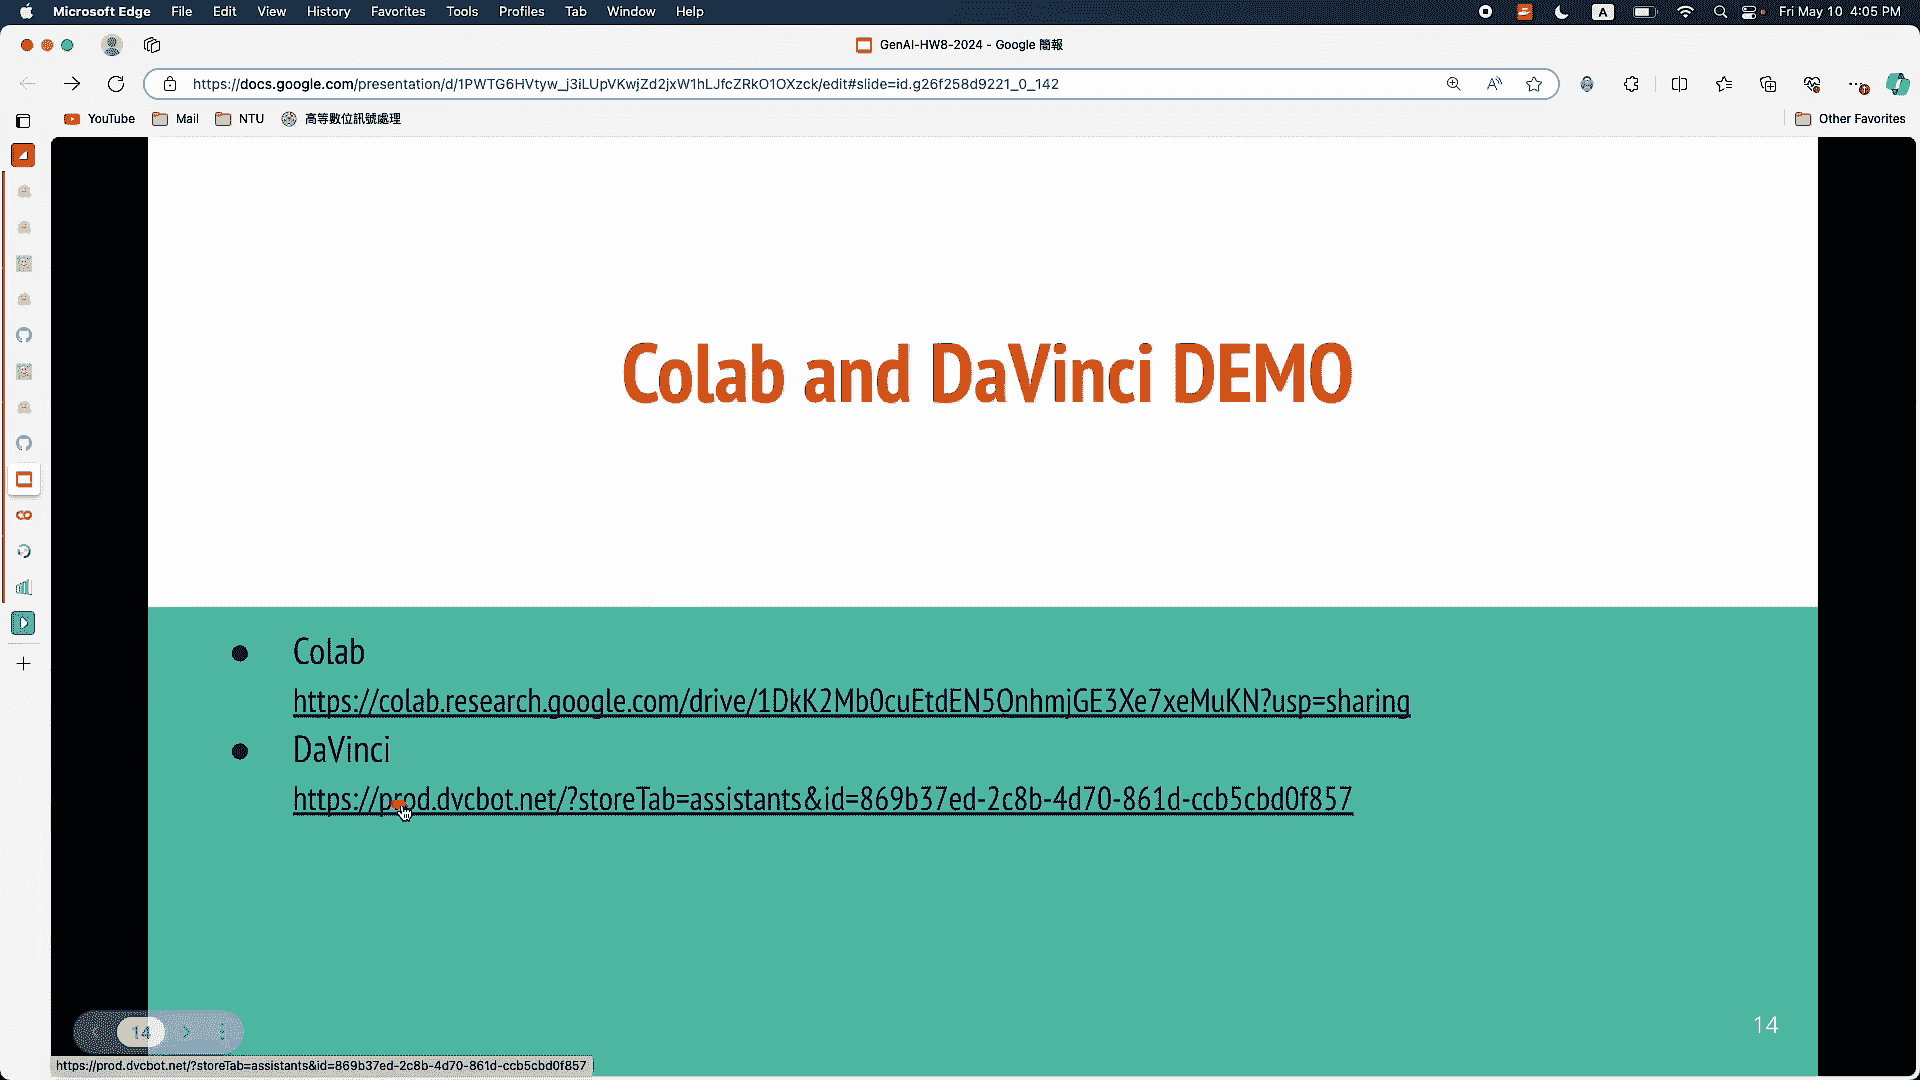 Microsoft Edge File Edit View History Favorites Tools Profiles Tab Window Help A Fri May 10 4:05 PM
GenAI-HW8-2024 - Google 簡報
https://docs.google.com/presentation/d/1PWTG6HVtyw_j3iLUpVKwjZd2jxW1hLJfcZRkO1OXzck/edit#slide=id.g26f258d9221_0_142
YouTube Mail NTU 高等數位訊號處理 Other Favorites
Colab and DaVinci DEMO
● Colab
https://colab.research.google.com/drive/1DkK2Mb0cuEtdEN5QnhmjGE3Xe7xeMuKN?usp=sharing
● DaVinci
https://prod.dvcbot.net/?storeTab=assistants&id=869b37ed-2c8b-4d70-861d-ccb5cbd0f857
14
14
https://prod.dvcbot.net/?storeTab=assistants&id=869b37ed-2c8b-4d70-861d-ccb5cbd0f857